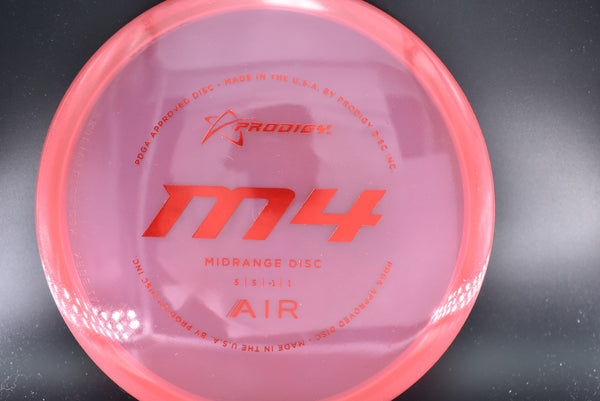 PDGA APPROVED DISC • MADE IN THE U.S.A. BY PRODIGY DISC INC.
PRODIGY
M4
MIDRANGE DISC
5 | 5 | -1 | 1
AIR
PDGA APPROVED DISC • MADE IN THE U.S.A. BY PRODIGY DISC INC.